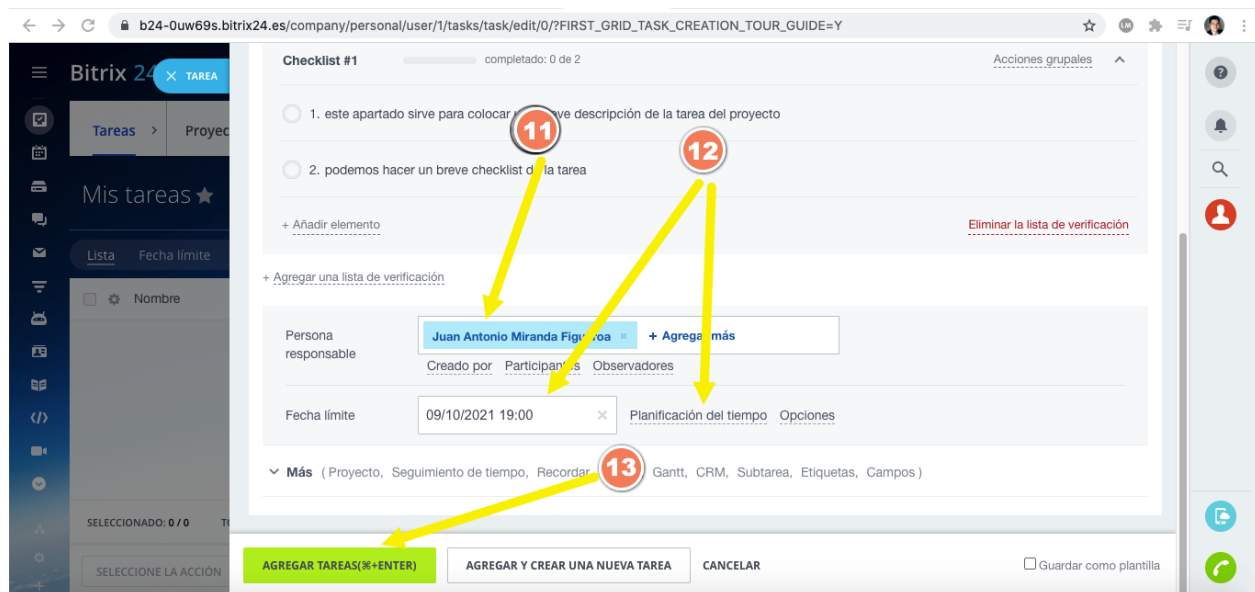 b24-0uw69s.bitrix24.es/company/personal/user/1/tasks/task/edit/0/?FIRST_GRID_TASK_CREATION_TOUR_GUIDE=Y
LM
Bitrix 24
× TAREA
Tareas > Proyec
Mis tareas
Lista Fecha límite
Nombre
SELECCIONADO: 0 / 0 T
SELECCIONE LA ACCIÓN
Checklist #1 completado: 0 de 2 Acciones grupales
1. este apartado sirve para colocar descripción de la tarea del proyecto
11
12
2. podemos hacer un breve checklist de la tarea
+ Añadir elemento Eliminar la lista de verificación
+ Agregar una lista de verificación
Persona responsable
Juan Antonio Miranda Figueroa × + Agregar más
Creado por Participantes Observadores
Fecha límite 09/10/2021 19:00 × Planificación del tiempo Opciones
13
Más ( Proyecto, Seguimiento de tiempo, Recordar Gantt, CRM, Subtarea, Etiquetas, Campos )
AGREGAR TAREAS(⌘+ENTER) AGREGAR Y CREAR UNA NUEVA TAREA CANCELAR Guardar como plantilla